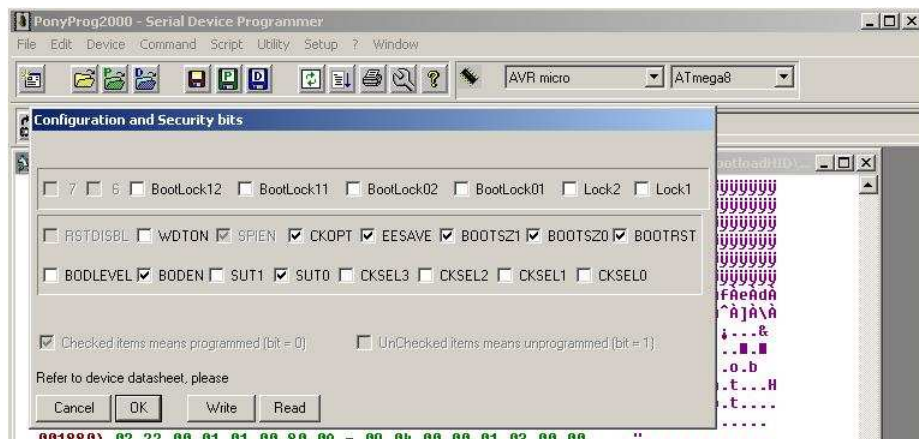 PonyProg2000 - Serial Device Programmer
File Edit Device Command Script Utility Setup ? Window
AVR micro ATmega8
Configuration and Security bits
7 6 BootLock12 BootLock11 BootLock02 BootLock01 Lock2 Lock1
RSTDISBL WDTON SPIEN CKOPT EESAVE BOOTSZ1 BOOTSZ0 BOOTRST
BODLEVEL BODEN SUT1 SUT0 CKSEL3 CKSEL2 CKSEL1 CKSEL0
Checked items means programmed (bit = 0) UnChecked items means unprogrammed (bit = 1)
Refer to device datasheet, please
Cancel OK Write Read